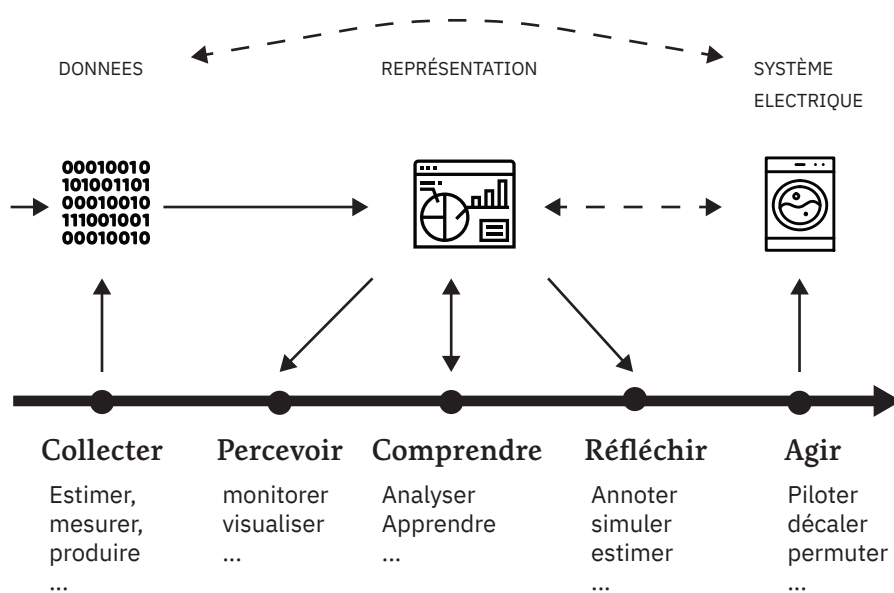 DONNEES
REPRÉSENTATION
SYSTÈME
ELECTRIQUE
00010010
101001101
00010010
111001001
00010010
Collecter
Estimer,
mesurer,
produire
...
Percevoir
monitorer
visualiser
...
Comprendre
Analyser
Apprendre
...
Réfléchir
Annoter
simuler
estimer
...
Agir
Piloter
décaler
permuter
...